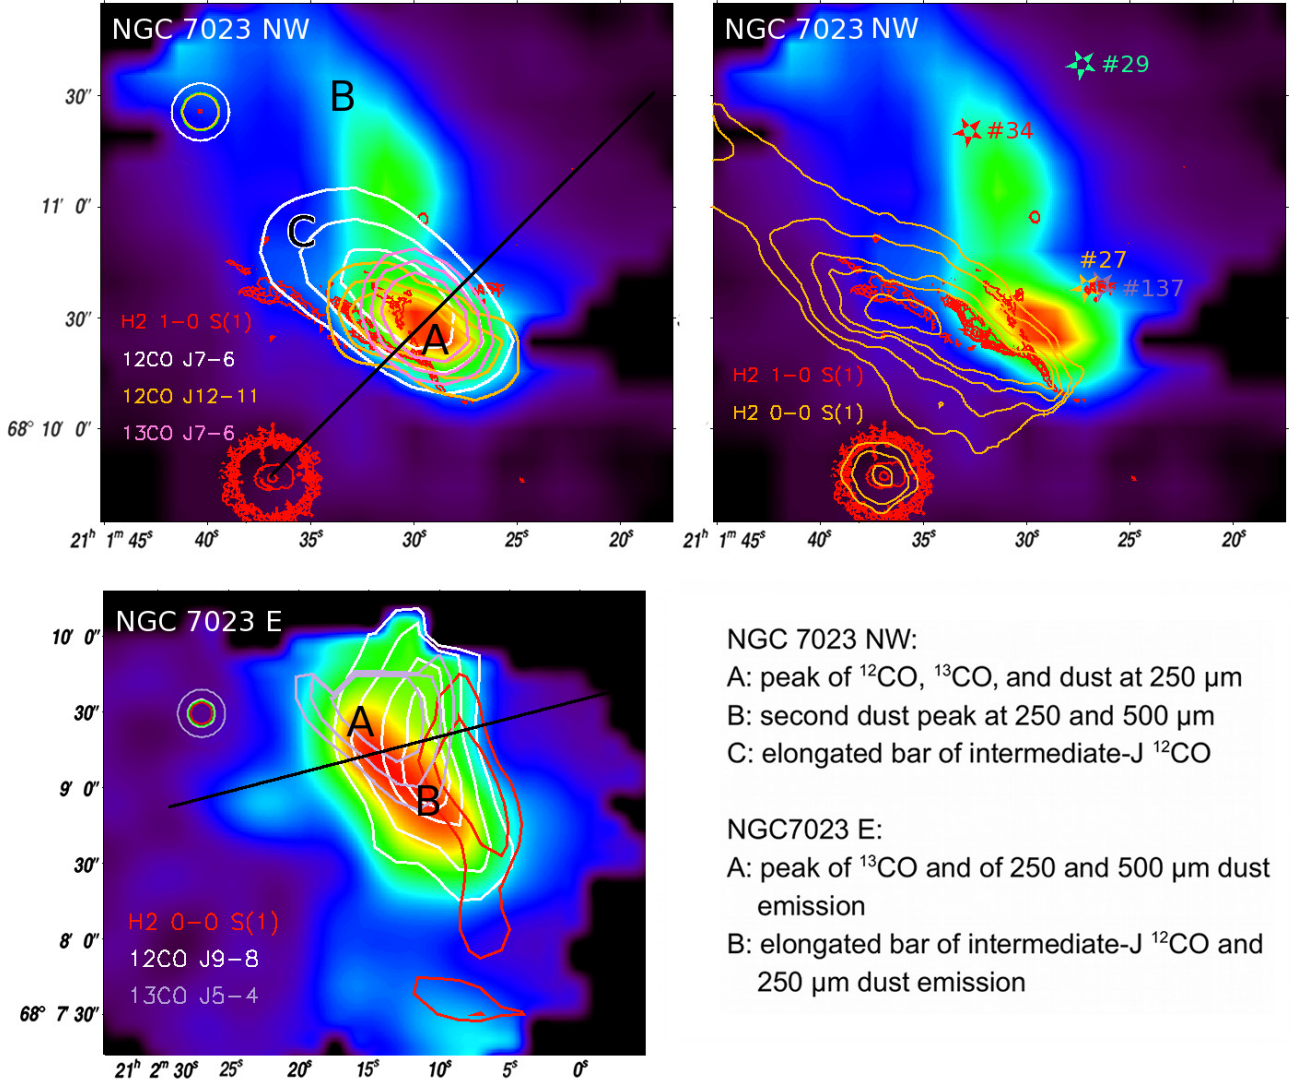 NGC 7023 NW
B
30″
C
11′ 0″
30″
A
H2 1-0 S(1)
12CO J7-6
12CO J12-11
13CO J7-6
68° 10′ 0″
21ʰ 1ᵐ 45ˢ 40ˢ 35ˢ 30ˢ 25ˢ 20ˢ
NGC 7023 NW
#29
#34
#27
#137
H2 1-0 S(1)
H2 0-0 S(1)
21ʰ 1ᵐ 45ˢ 40ˢ 35ˢ 30ˢ 25ˢ 20ˢ
NGC 7023 E
10′ 0″
30″
A
9′ 0″
B
30″
H2 0-0 S(1)
8′ 0″
12CO J9-8
13CO J5-4
68° 7′ 30″
21ʰ 2ᵐ 30ˢ 25ˢ 20ˢ 15ˢ 10ˢ 5ˢ 0ˢ
NGC 7023 NW:
A: peak of ¹²CO, ¹³CO, and dust at 250 µm
B: second dust peak at 250 and 500 µm
C: elongated bar of intermediate-J ¹²CO
NGC7023 E:
A: peak of ¹³CO and of 250 and 500 µm dust
emission
B: elongated bar of intermediate-J ¹²CO and
250 µm dust emission